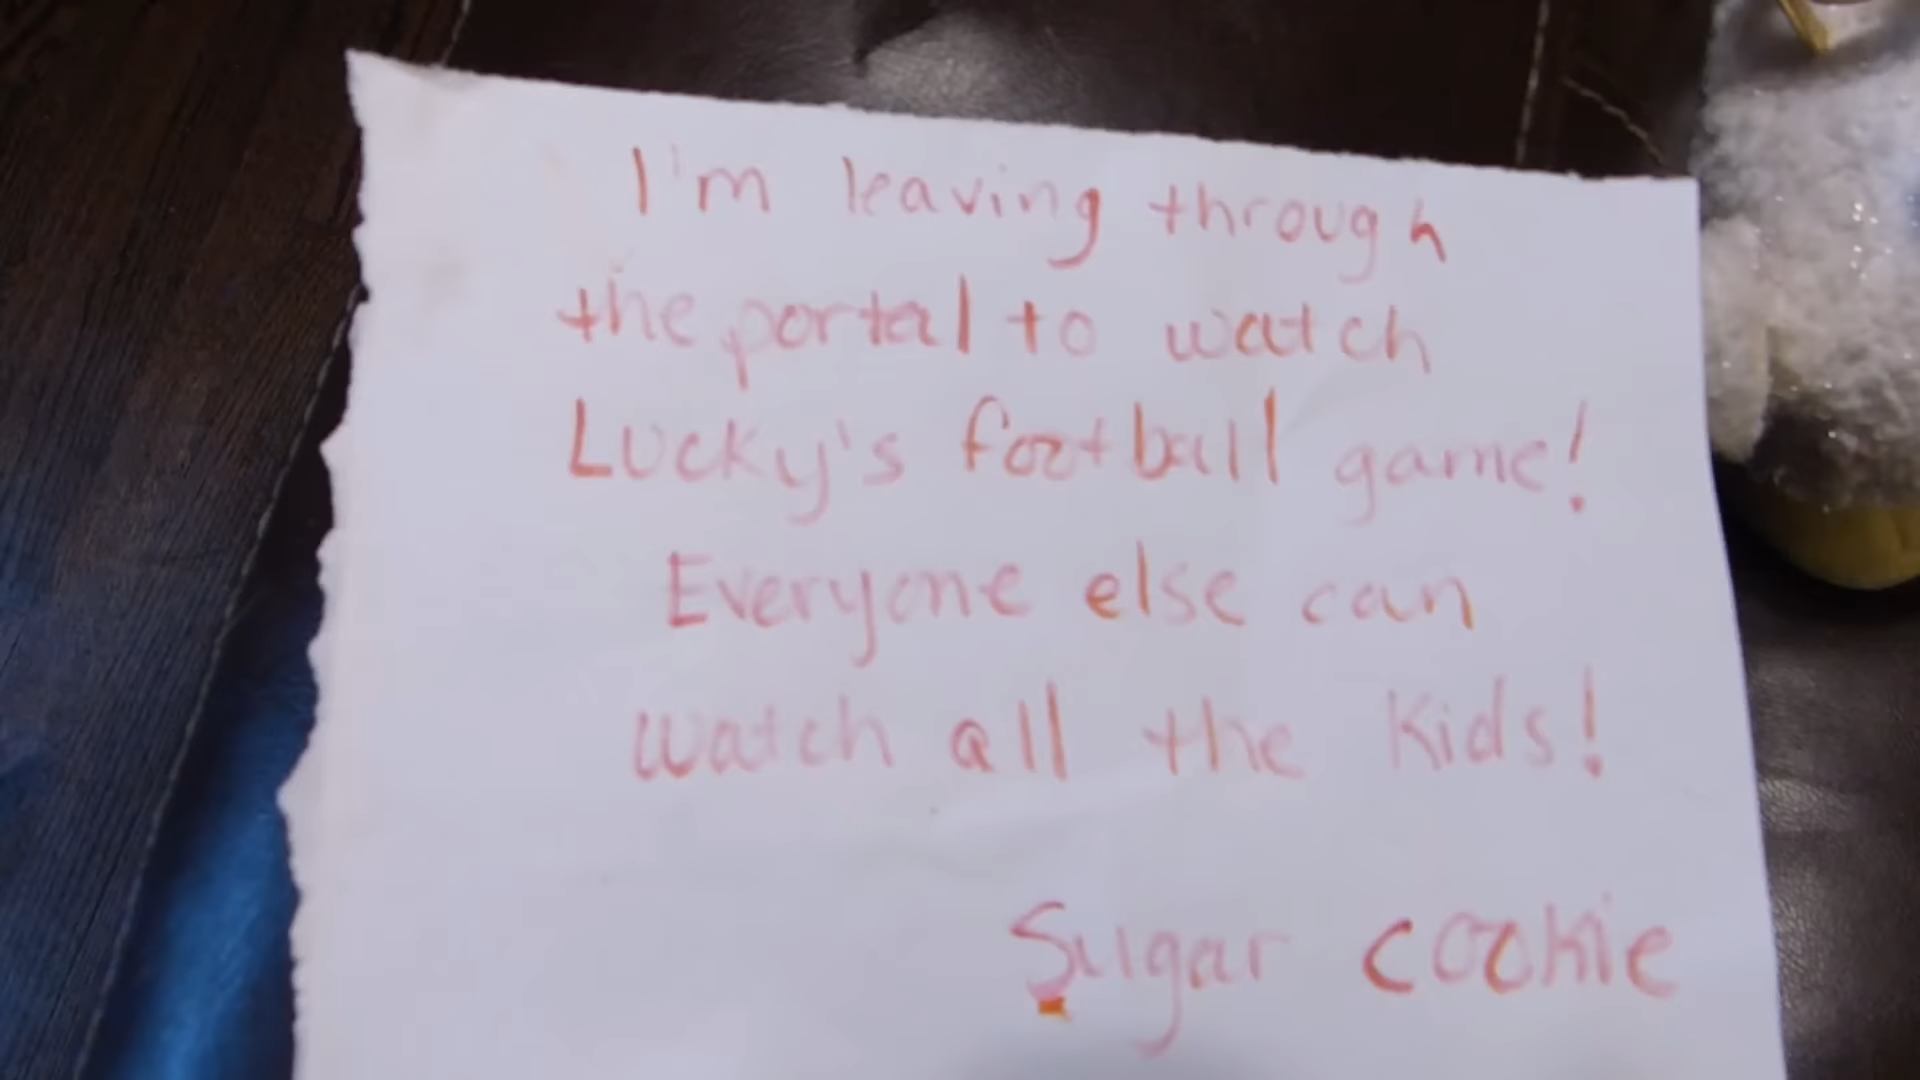 I'm leaving through
the portal to watch
Lucky's football game!
Everyone else can
watch all the kids!
Sugar cookie